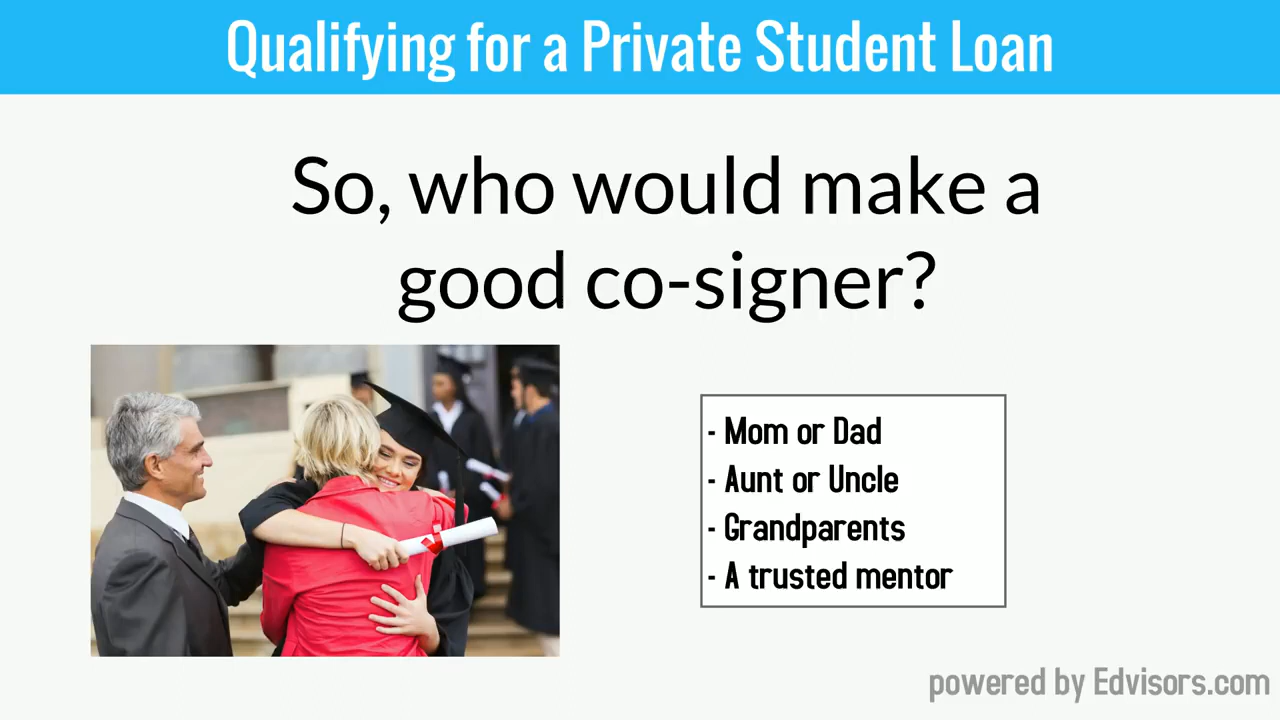 Qualifying for a Private Student Loan
So, who would make a
good co-signer?
- Mom or Dad
- Aunt or Uncle
- Grandparents
- A trusted mentor
powered by Edvisors.com